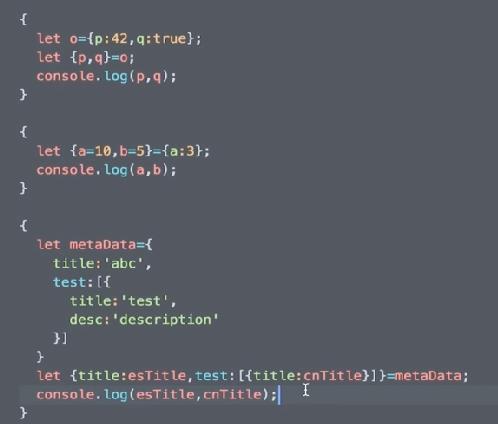 {
  let o={p:42,q:true};
  let {p,q}=o;
  console.log(p,q);
}
{
  let {a=10,b=5}={a:3};
  console.log(a,b);
}
{
  let metaData={
    title:'abc',
    test:[{
      title:'test',
      desc:'description'
    }]
  }
  let {title:esTitle,test:[{title:cnTitle}]}=metaData;
  console.log(esTitle,cnTitle);
}